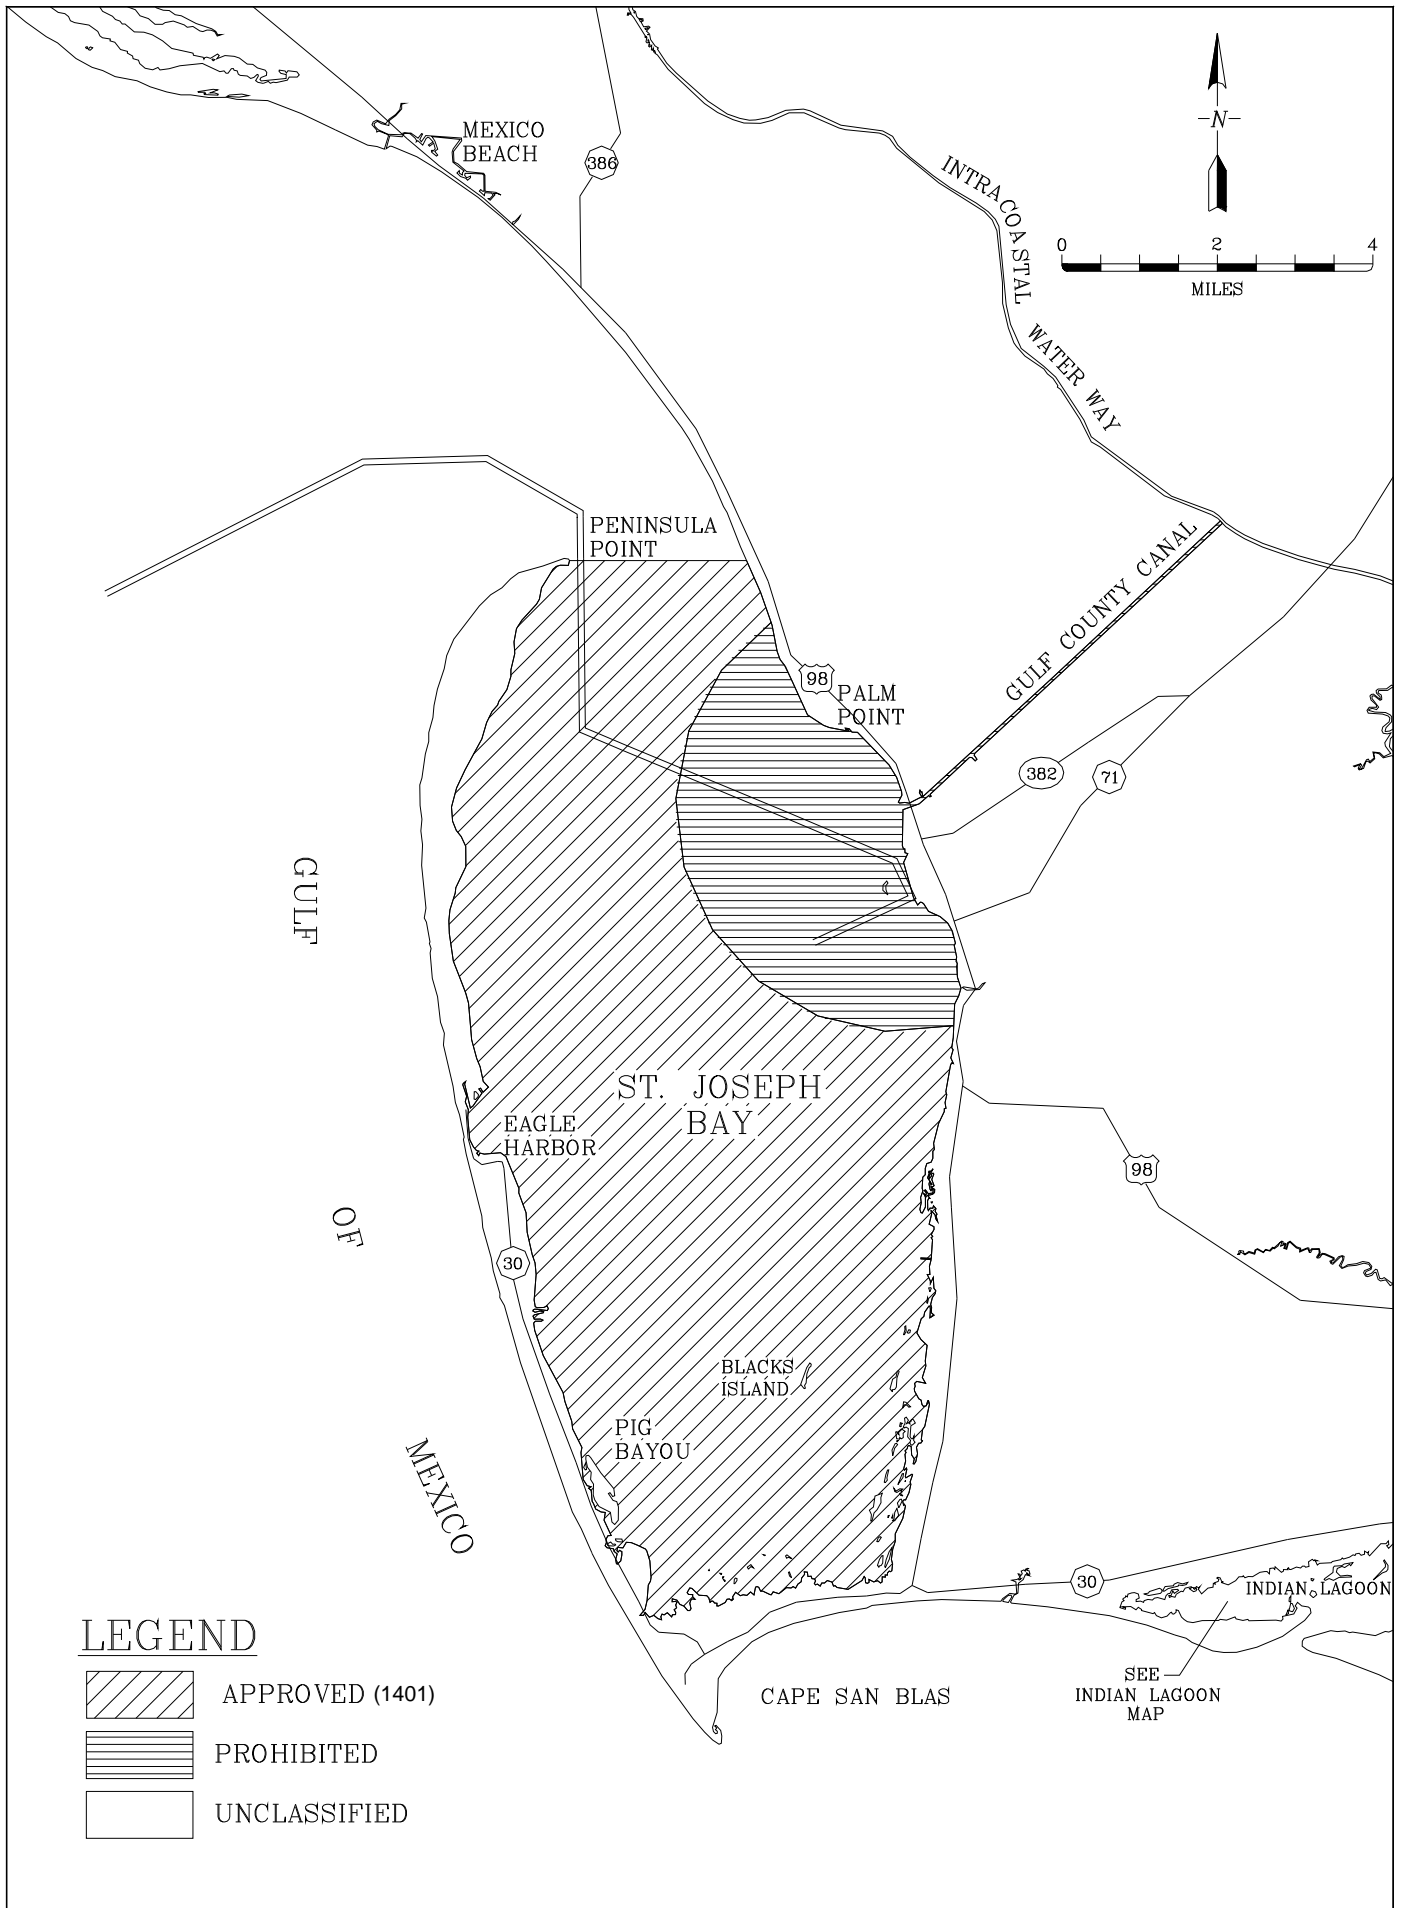 MEXICO
BEACH
386
-N-
INTRACOASTAL WATER WAY
0 2 4
MILES
PENINSULA
POINT
GULF COUNTY CANAL
98
PALM
POINT
382
71
GULF
OF
MEXICO
ST. JOSEPH
BAY
EAGLE
HARBOR
98
30
BLACKS
ISLAND
PIG
BAYOU
30
INDIAN LAGOON
SEE
INDIAN LAGOON
MAP
CAPE SAN BLAS
LEGEND
APPROVED (1401)
PROHIBITED
UNCLASSIFIED